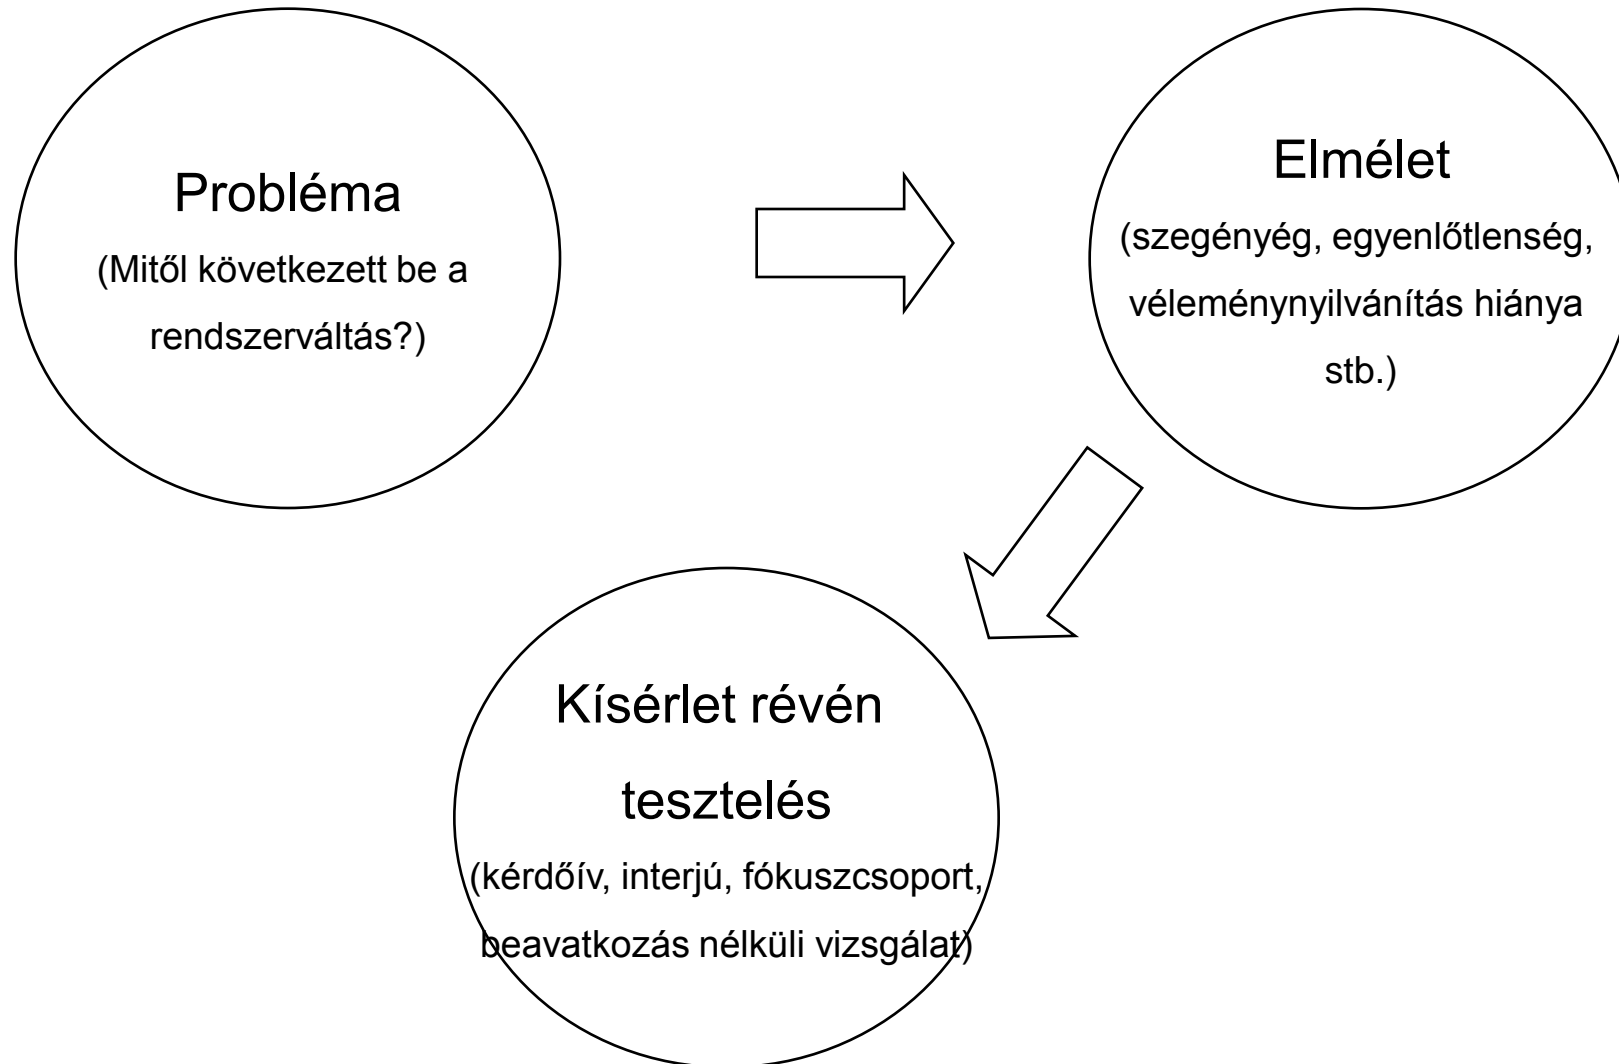 Probléma
(Mitől következett be a
rendszerváltás?)
Elmélet
(szegényég, egyenlőtlenség,
véleménynyilvánítás hiánya
stb.)
Kísérlet révén
tesztelés
(kérdőív, interjú, fókuszcsoport,
beavatkozás nélküli vizsgálat)